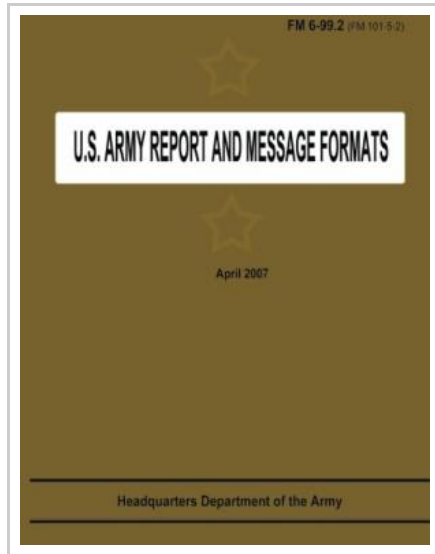 FM 6-99.2 (FM 101-5-2)
U.S. ARMY REPORT AND MESSAGE FORMATS
April 2007
Headquarters Department of the Army